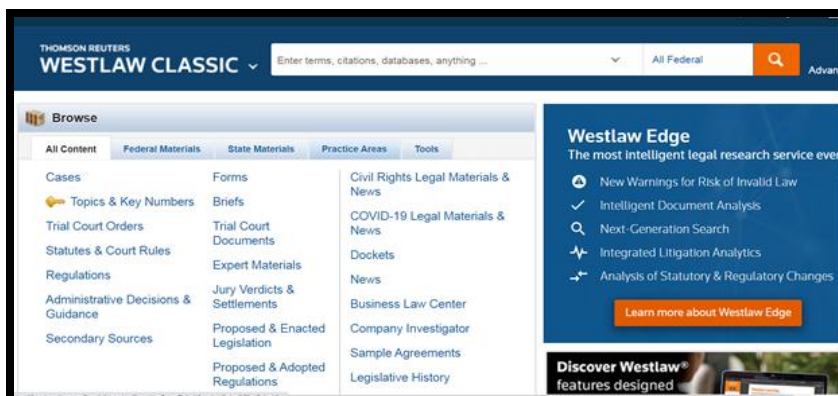 THOMSON REUTERS
WESTLAW CLASSIC
Enter terms, citations, databases, anything ...
All Federal
Advan
Browse
All Content
Federal Materials
State Materials
Practice Areas
Tools
Cases
Topics & Key Numbers
Trial Court Orders
Statutes & Court Rules
Regulations
Administrative Decisions &
Guidance
Secondary Sources
Forms
Briefs
Trial Court
Documents
Expert Materials
Jury Verdicts &
Settlements
Proposed & Enacted
Legislation
Proposed & Adopted
Regulations
Civil Rights Legal Materials &
News
COVID-19 Legal Materials &
News
Dockets
News
Business Law Center
Company Investigator
Sample Agreements
Legislative History
Westlaw Edge
The most intelligent legal research service ever
New Warnings for Risk of Invalid Law
Intelligent Document Analysis
Next-Generation Search
Integrated Litigation Analytics
Analysis of Statutory & Regulatory Changes
Learn more about Westlaw Edge
Discover Westlaw®
features designed